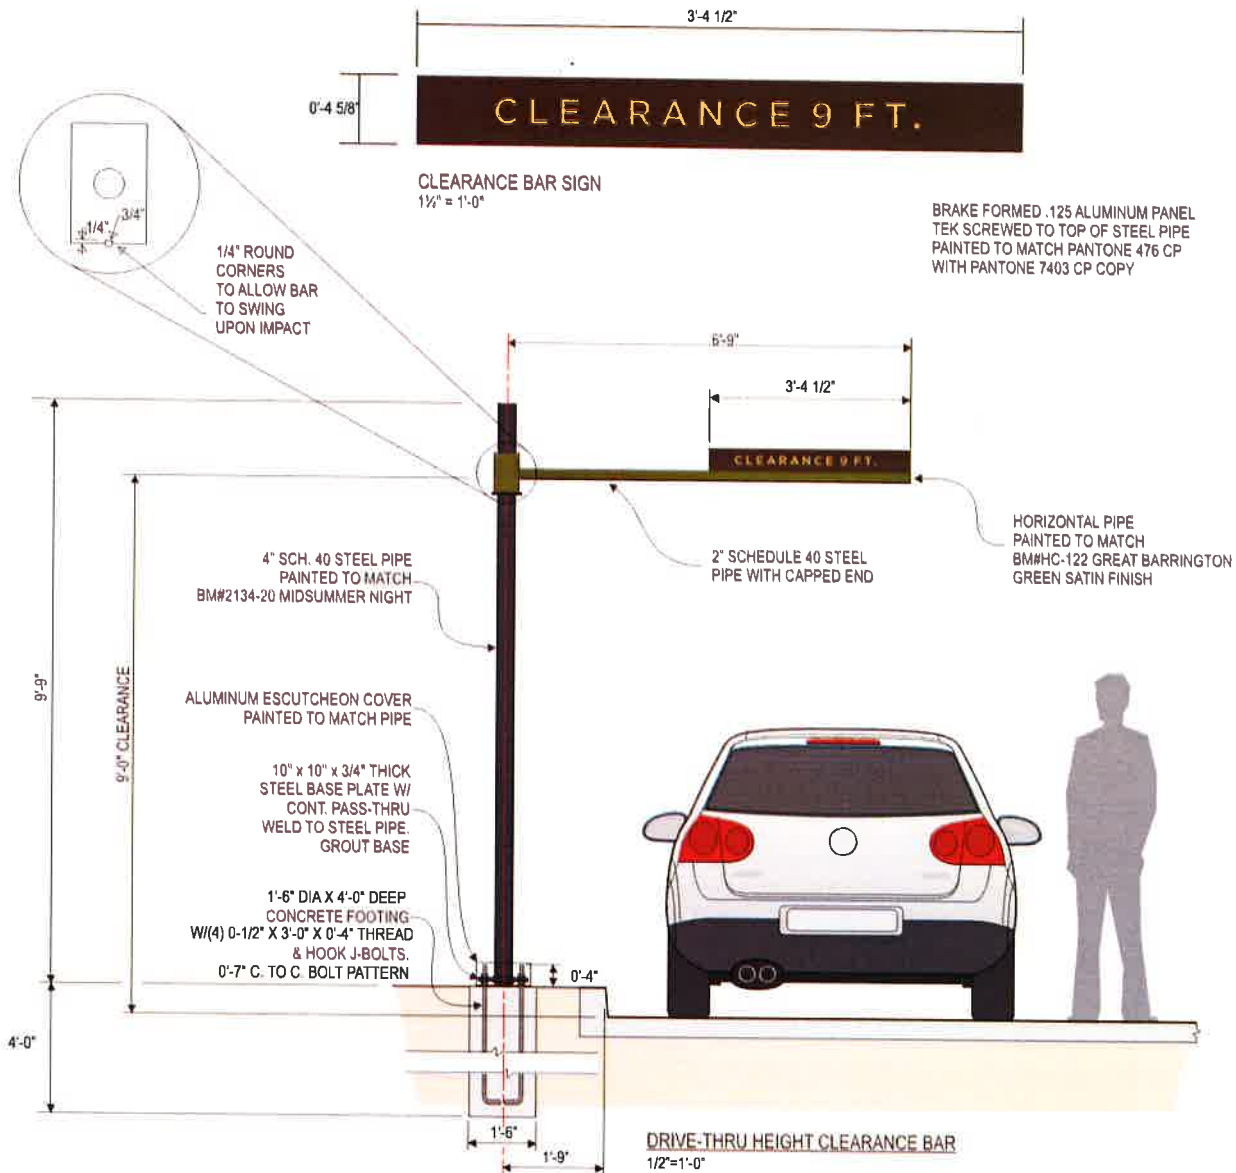 3'-4 1/2"
0'-4 5/8"
CLEARANCE 9 FT.
CLEARANCE BAR SIGN
1½" = 1'-0"
BRAKE FORMED .125 ALUMINUM PANEL
TEK SCREWED TO TOP OF STEEL PIPE
PAINTED TO MATCH PANTONE 476 CP
WITH PANTONE 7403 CP COPY
3/4"
1/4"
1/4" ROUND
CORNERS
TO ALLOW BAR
TO SWING
UPON IMPACT
6'-9"
3'-4 1/2"
CLEARANCE 9 FT.
HORIZONTAL PIPE
PAINTED TO MATCH
BM#HC-122 GREAT BARRINGTON
GREEN SATIN FINISH
2" SCHEDULE 40 STEEL
PIPE WITH CAPPED END
4" SCH. 40 STEEL PIPE
PAINTED TO MATCH
BM#2134-20 MIDSUMMER NIGHT
9'-9"
9'-0" CLEARANCE
ALUMINUM ESCUTCHEON COVER
PAINTED TO MATCH PIPE
10" x 10" x 3/4" THICK
STEEL BASE PLATE W/
CONT. PASS-THRU
WELD TO STEEL PIPE.
GROUT BASE
1'-6" DIA X 4'-0" DEEP
CONCRETE FOOTING
W/(4) 0-1/2" X 3'-0" X 0'-4" THREAD
& HOOK J-BOLTS.
0'-7" C. TO C. BOLT PATTERN
0'-4"
4'-0"
1'-6"
1'-9"
DRIVE-THRU HEIGHT CLEARANCE BAR
1/2"=1'-0"